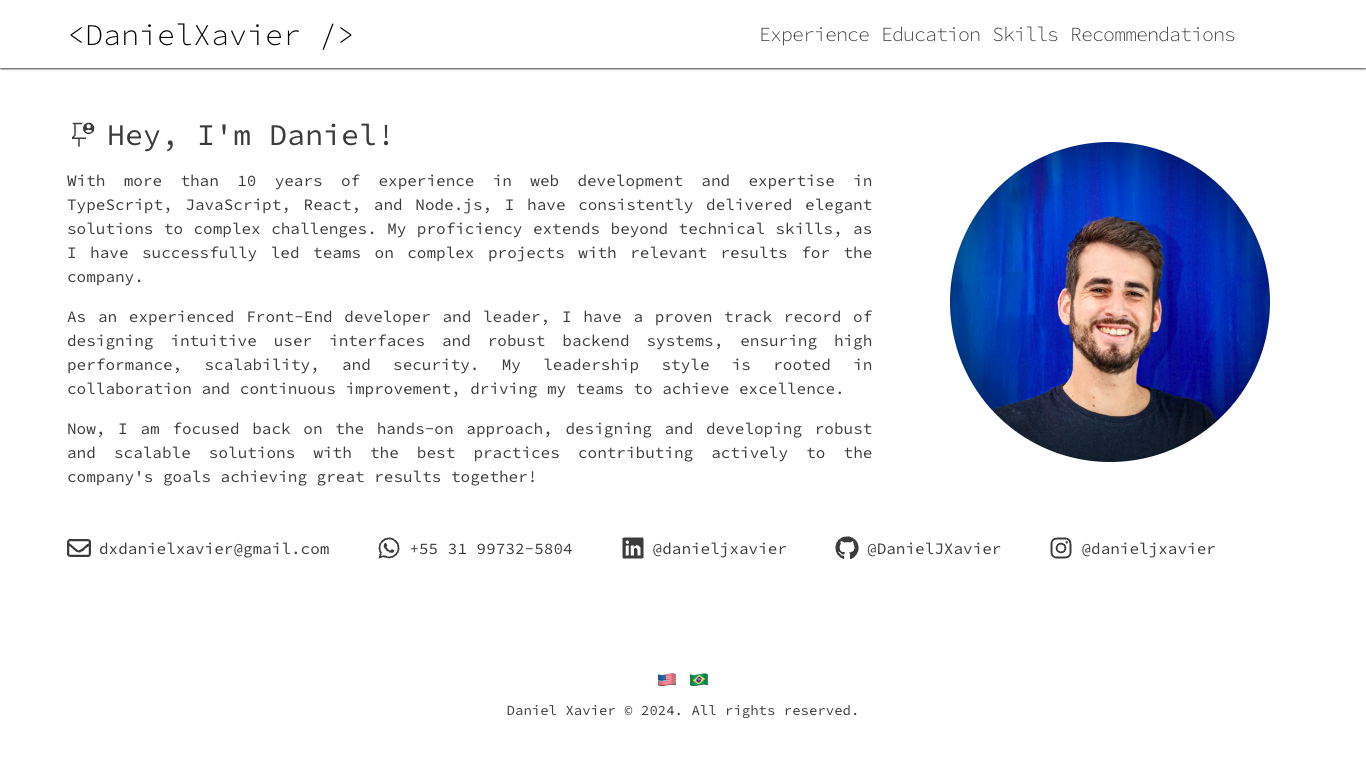 <DanielXavier />
Experience Education Skills Recommendations
Hey, I'm Daniel!
With more than 10 years of experience in web development and expertise in
TypeScript, JavaScript, React, and Node.js, I have consistently delivered elegant
solutions to complex challenges. My proficiency extends beyond technical skills, as
I have successfully led teams on complex projects with relevant results for the
company.
As an experienced Front-End developer and leader, I have a proven track record of
designing intuitive user interfaces and robust backend systems, ensuring high
performance, scalability, and security. My leadership style is rooted in
collaboration and continuous improvement, driving my teams to achieve excellence.
Now, I am focused back on the hands-on approach, designing and developing robust
and scalable solutions with the best practices contributing actively to the
company's goals achieving great results together!
dxdanielxavier@gmail.com
+55 31 99732-5804
@danieljxavier
@DanielJXavier
@danieljxavier
Daniel Xavier © 2024. All rights reserved.